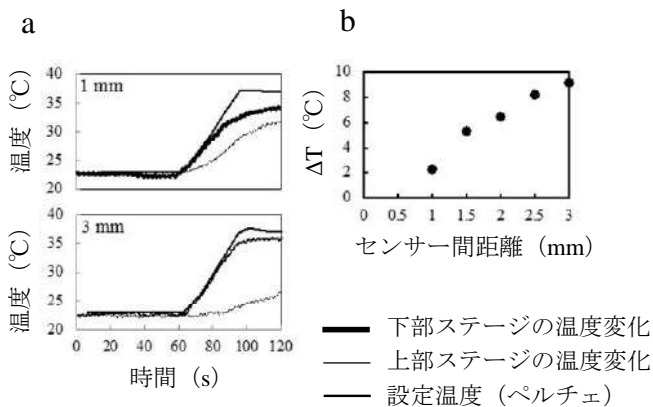 a
b
1 mm
温度（℃）
40
35
30
25
20
3 mm
温度（℃）
40
35
30
25
20
0 20 40 60 80 100 120
時間（s）
ΔT（℃）
10
8
6
4
2
0
0 0.5 1 1.5 2 2.5 3
センサー間距離（mm）
下部ステージの温度変化
上部ステージの温度変化
設定温度（ペルチェ）